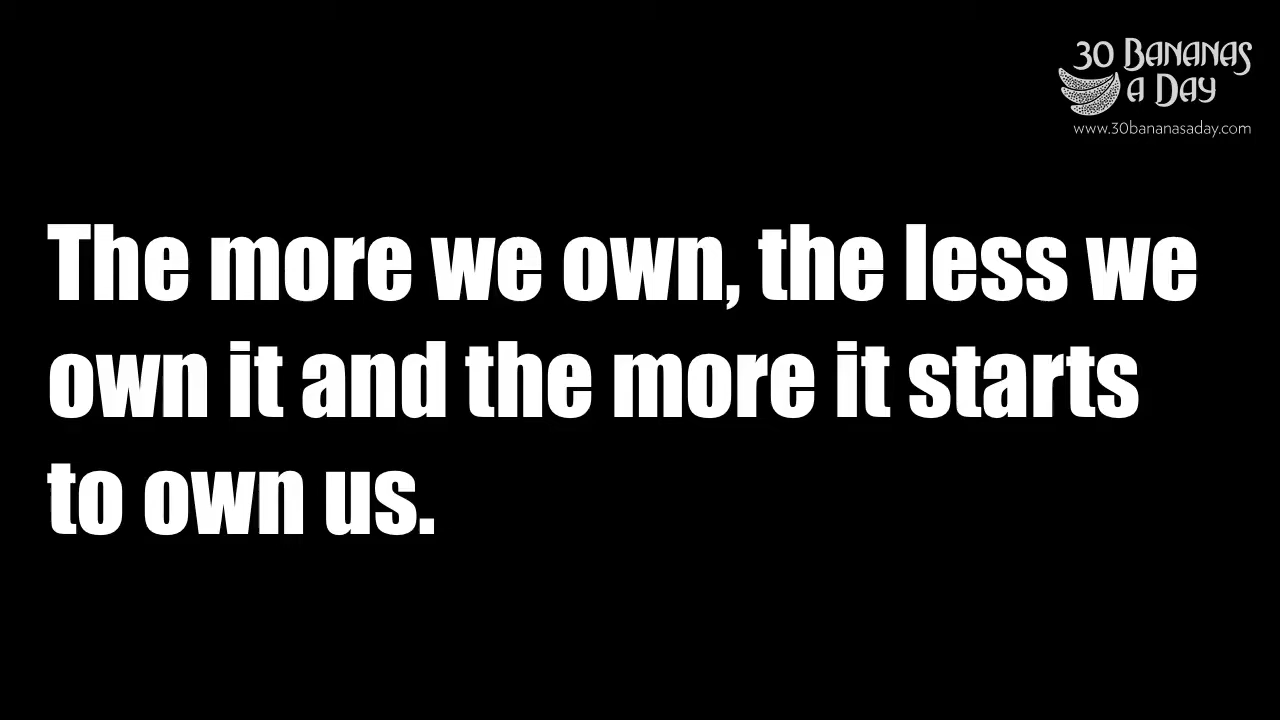 30 Bananas
a Day
www.30bananasaday.com
The more we own, the less we
own it and the more it starts
to own us.